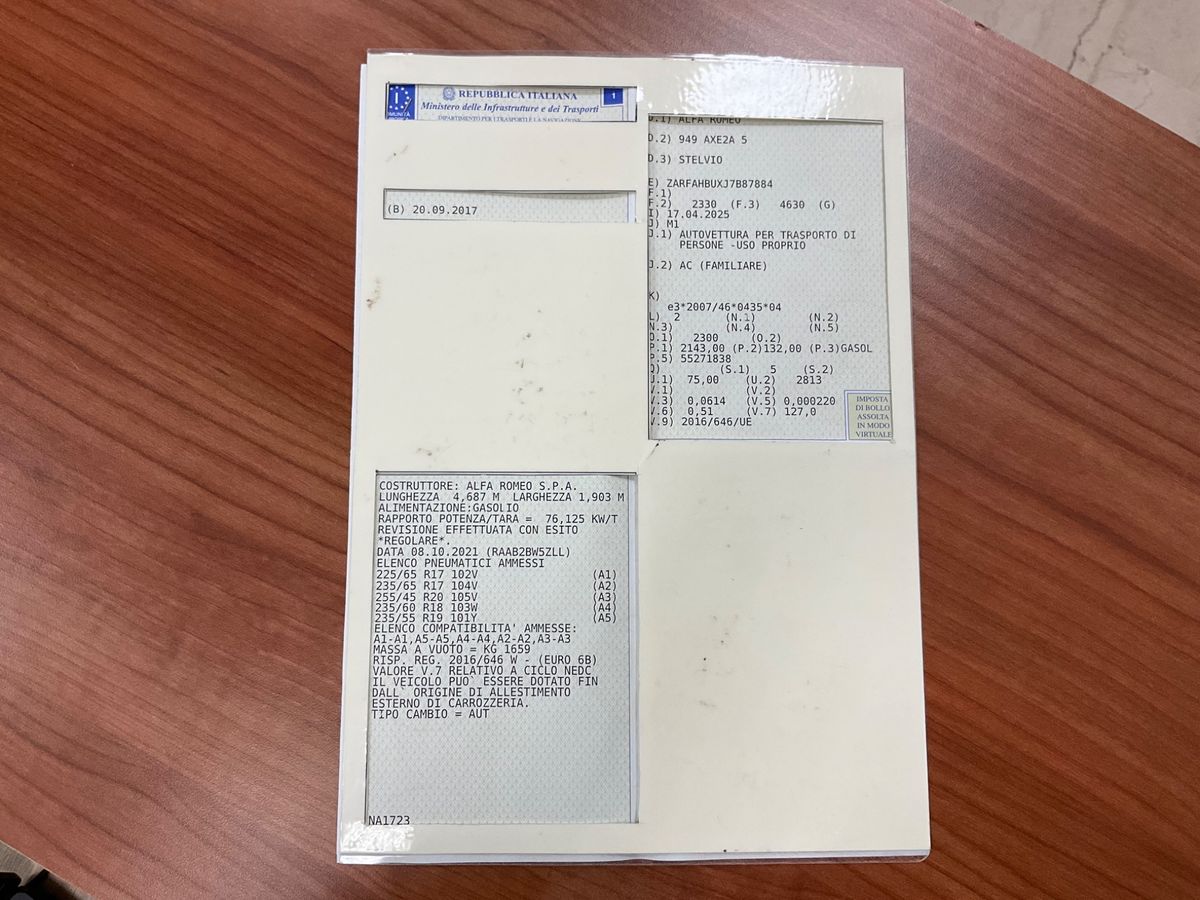 I
REPUBBLICA ITALIANA
1
Ministero delle Infrastrutture e dei Trasporti
DIPARTIMENTO PER I TRASPORTI E LA NAVIGAZIONE
(B) 20.09.2017
D.1) ALFA ROMEO
D.2) 949 AXE2A 5
D.3) STELVIO
E) ZARFAHBUXJ7B87884
F.1)
F.2) 2330 (F.3) 4630 (G)
I) 17.04.2025
J) M1
J.1) AUTOVETTURA PER TRASPORTO DI
PERSONE -USO PROPRIO
J.2) AC (FAMILIARE)
K)
e3*2007/46*0435*04
L) 2 (N.1) (N.2)
N.3) (N.4) (N.5)
O.1) 2300 (O.2)
P.1) 2143,00 (P.2)132,00 (P.3)GASOL
P.5) 55271838
Q) (S.1) 5 (S.2)
U.1) 75,00 (U.2) 2813
V.1) (V.2)
V.3) 0,0614 (V.5) 0,000220
V.6) 0,51 (V.7) 127,0
V.9) 2016/646/UE
IMPOSTA
DI BOLLO
ASSOLTA
IN MODO
VIRTUALE
COSTRUTTORE: ALFA ROMEO S.P.A.
LUNGHEZZA 4,687 M LARGHEZZA 1,903 M
ALIMENTAZIONE:GASOLIO
RAPPORTO POTENZA/TARA = 76,125 KW/T
REVISIONE EFFETTUATA CON ESITO
*REGOLARE*.
DATA 08.10.2021 (RAAB2BW5ZLL)
ELENCO PNEUMATICI AMMESSI
225/65 R17 102V (A1)
235/65 R17 104V (A2)
255/45 R20 105V (A3)
235/60 R18 103W (A4)
235/55 R19 101Y (A5)
ELENCO COMPATIBILITA' AMMESSE:
A1-A1,A5-A5,A4-A4,A2-A2,A3-A3
MASSA A VUOTO = KG 1659
RISP. REG. 2016/646 W - (EURO 6B)
VALORE V.7 RELATIVO A CICLO NEDC
IL VEICOLO PUO` ESSERE DOTATO FIN
DALL` ORIGINE DI ALLESTIMENTO
ESTERNO DI CARROZZERIA.
TIPO CAMBIO = AUT
NA1723